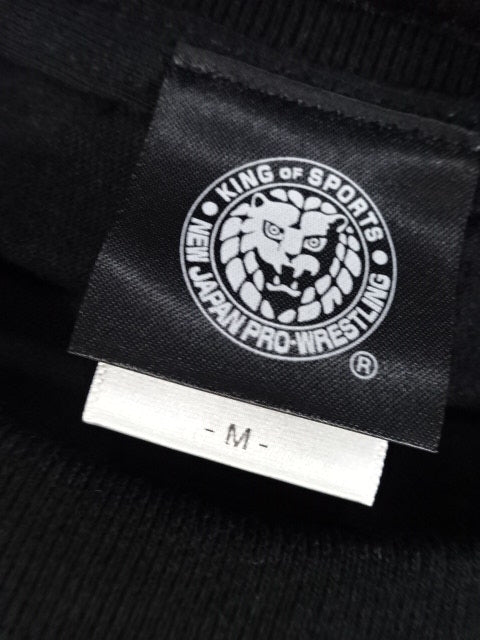 KING OF SPORTS
NEW JAPAN PRO-WRESTLING
®
- M -